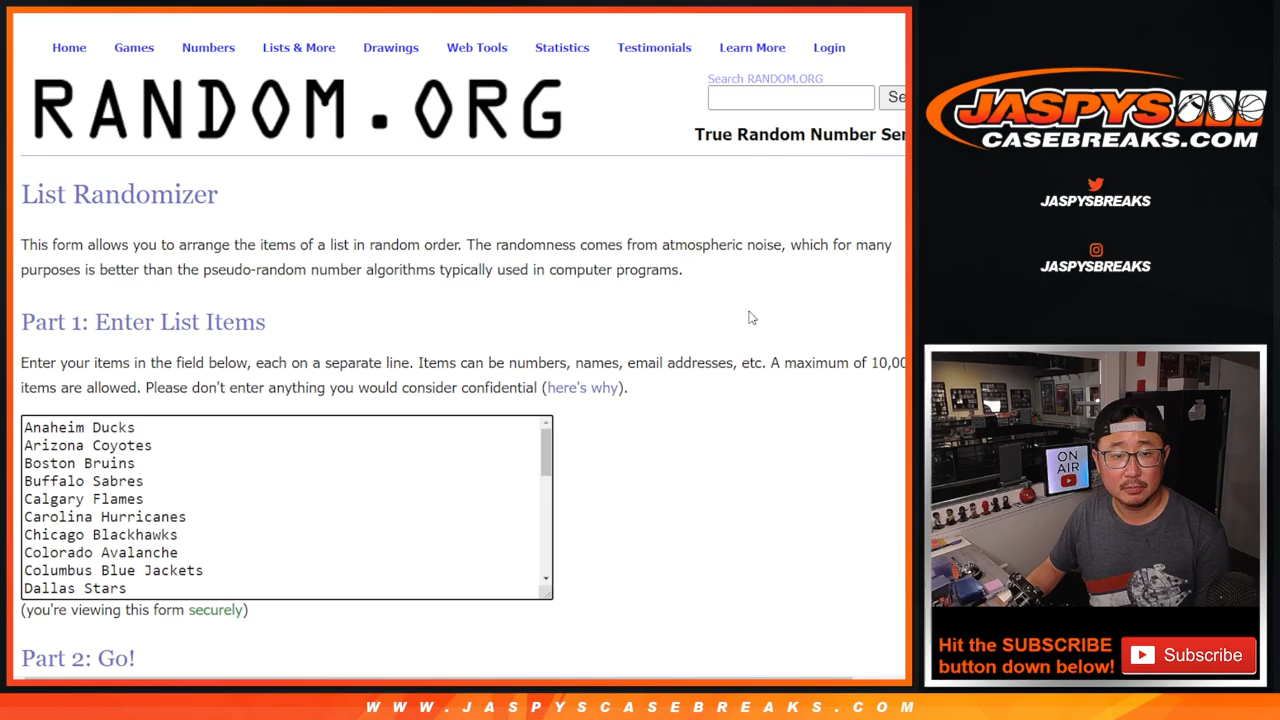 Home Games Numbers Lists & More Drawings Web Tools Statistics Testimonials Learn More Login
RANDOM.ORG
Search RANDOM.ORG
Se
True Random Number Ser
List Randomizer
This form allows you to arrange the items of a list in random order. The randomness comes from atmospheric noise, which for many
purposes is better than the pseudo-random number algorithms typically used in computer programs.
Part 1: Enter List Items
Enter your items in the field below, each on a separate line. Items can be numbers, names, email addresses, etc. A maximum of 10,00
items are allowed. Please don't enter anything you would consider confidential (here's why).
Anaheim Ducks
Arizona Coyotes
Boston Bruins
Buffalo Sabres
Calgary Flames
Carolina Hurricanes
Chicago Blackhawks
Colorado Avalanche
Columbus Blue Jackets
Dallas Stars
(you're viewing this form securely)
Part 2: Go!
JASPYS
CASEBREAKS.COM
JASPYSBREAKS
JASPYSBREAKS
ON
AIR
Hit the SUBSCRIBE
button down below!
Subscribe
WWW.JASPYSCASEBREAKS.COM